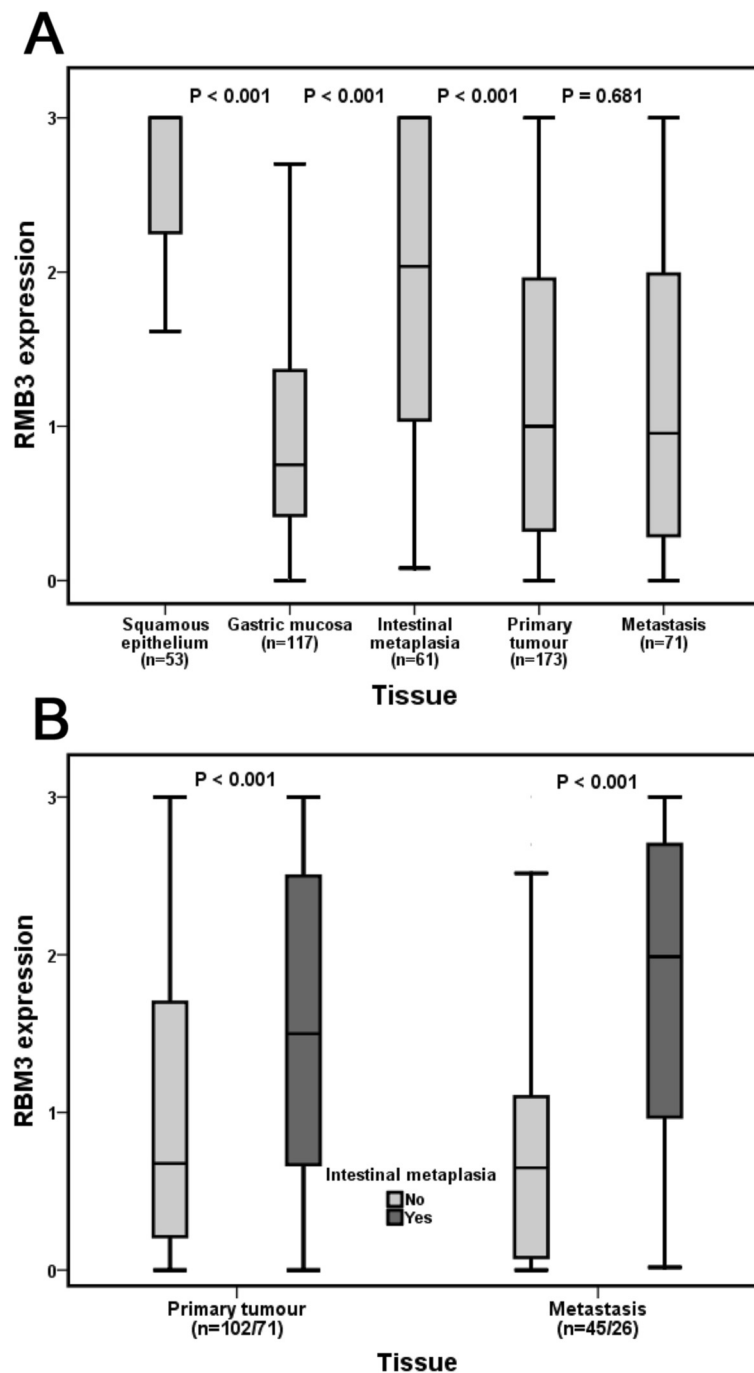 A
P < 0.001 P < 0.001 P < 0.001 P = 0.681
RMB3 expression
3
2
1
0
Squamous epithelium (n=53)
Gastric mucosa (n=117)
Intestinal metaplasia (n=61)
Primary tumour (n=173)
Metastasis (n=71)
Tissue
B
P < 0.001 P < 0.001
RBM3 expression
3
2
1
0
Intestinal metaplasia
No
Yes
Primary tumour
(n=102/71)
Metastasis
(n=45/26)
Tissue